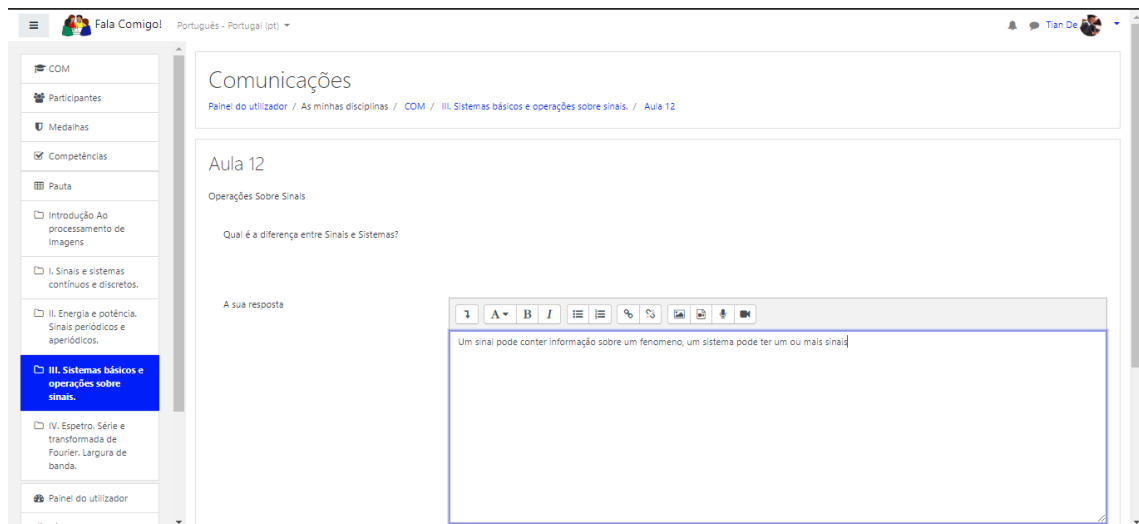 Fala Comigo!
Português - Portugal (pt)
Tian De
COM
Participantes
Medalhas
Competências
Pauta
Introdução Ao
processamento de
Imagens
I. Sinais e sistemas
contínuos e discretos.
II. Energia e potência.
Sinais periódicos e
aperiódicos.
III. Sistemas básicos e
operações sobre
sinais.
IV. Espetro. Série e
transformada de
Fourier. Largura de
banda.
Painel do utilizador
Comunicações
Painel do utilizador / As minhas disciplinas / COM / III. Sistemas básicos e operações sobre sinais. / Aula 12
Aula 12
Operações Sobre Sinais
Qual é a diferença entre Sinais e Sistemas?
A sua resposta
A B I
Um sinal pode conter informação sobre um fenomeno, um sistema pode ter um ou mais sinais